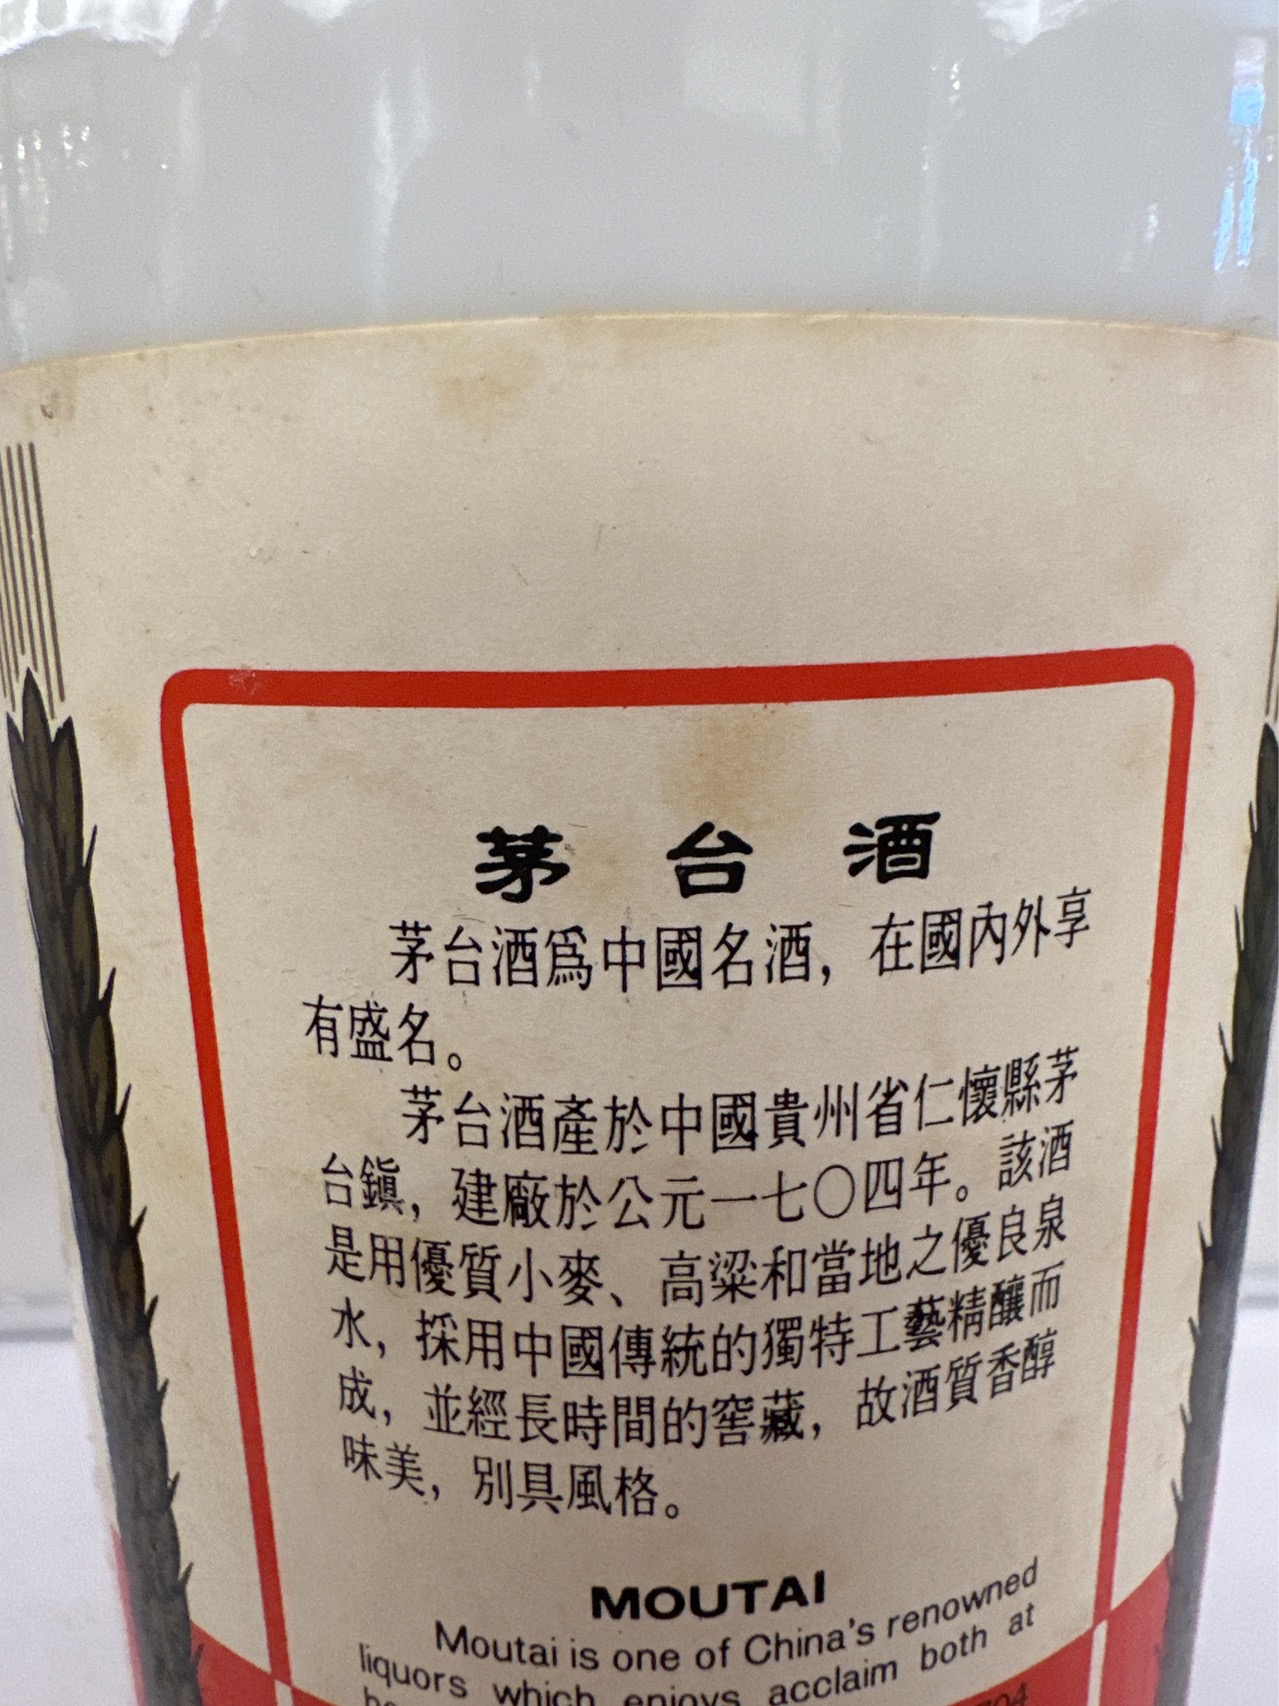 茅台酒
茅台酒爲中國名酒，在國內外享
有盛名。
茅台酒產於中國貴州省仁懷縣茅
台鎭，建廠於公元一七〇四年。該酒
是用優質小麥、高粱和當地之優良泉
水，採用中國傳統的獨特工藝精釀而
成，並經長時間的窖藏，故酒質香醇
味美，別具風格。
MOUTAI
Moutai is one of China's renowned
liquors which enjoys acclaim both at